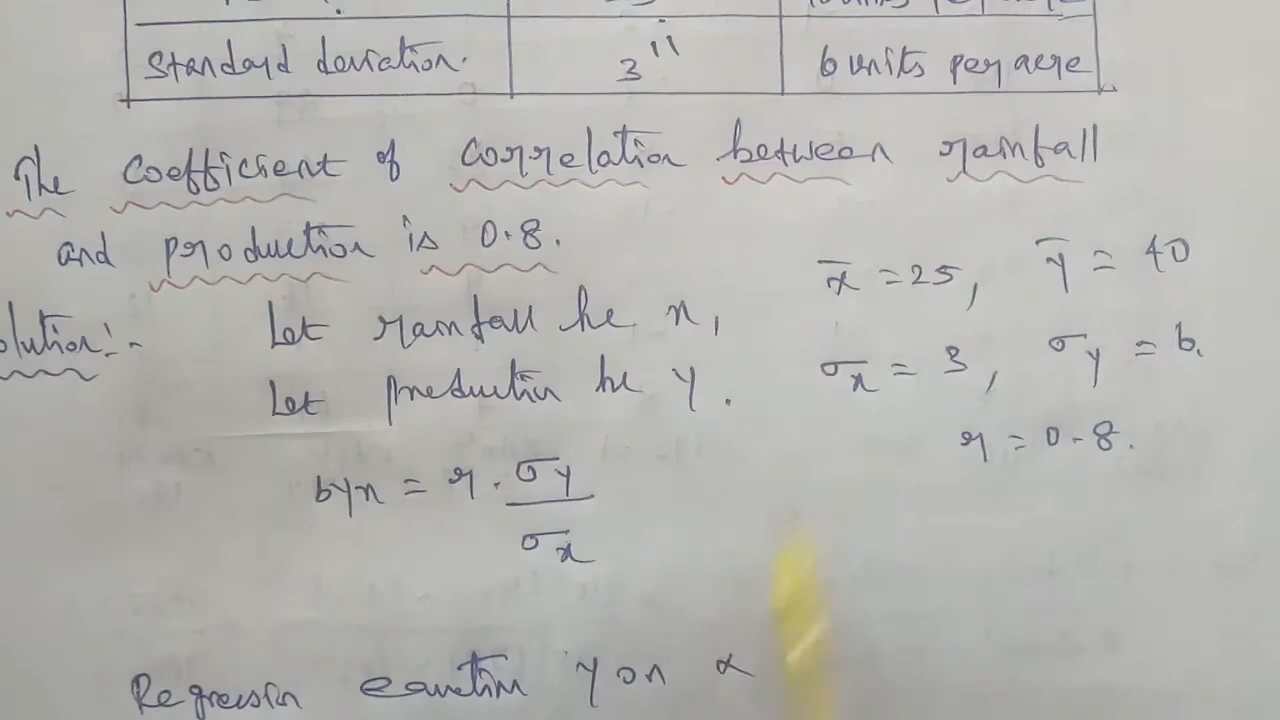 Standard deviation. 3" 6 units per acre
The coefficient of correlation between rainfall
and production is 0.8.
x̄ = 25, ȳ = 40
Solution:- Let rainfall be x,
σx = 3, σy = 6.
Let production be y.
r = 0.8.
byx = r. σy / σx
Regression equation y on x